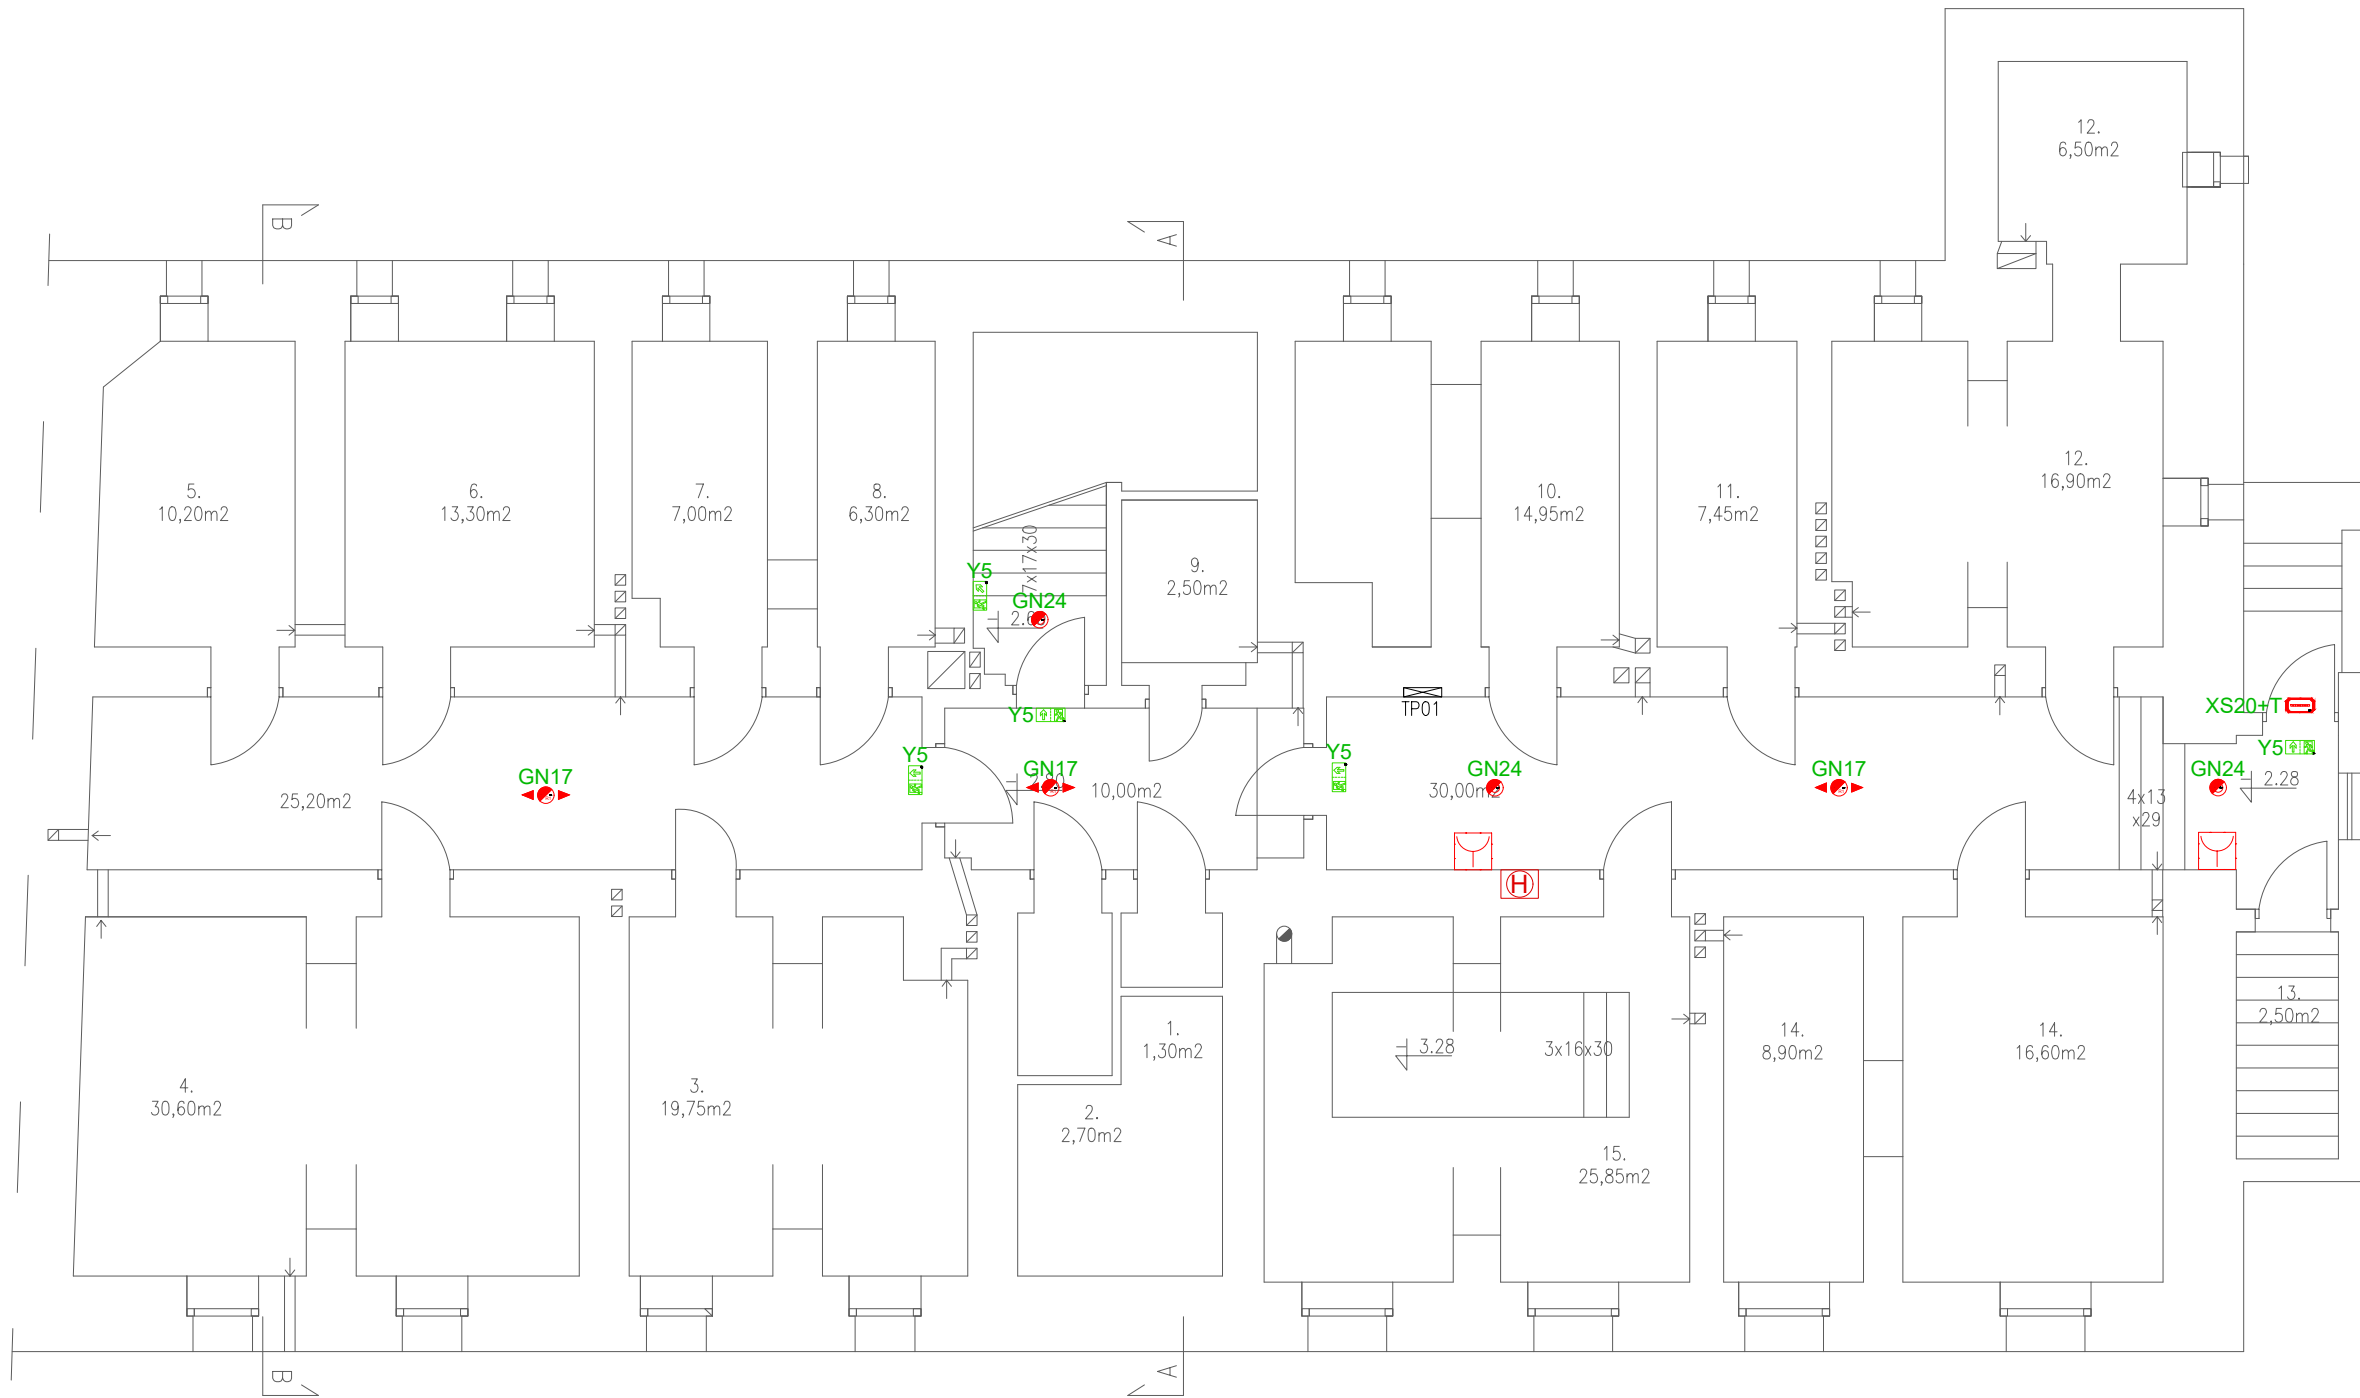 12.
6,50m2
B
A
5.
10,20m2
6.
13,30m2
7.
7,00m2
8.
6,30m2
7x17x30
Y5
GN24
9.
2,50m2
10.
14,95m2
11.
7,45m2
12.
16,90m2
Y5
Y5
GN17
25,20m2
GN17
10,00m2
Y5
TP01
GN24
30,00m2
GN17
4x13
x29
XS20+T
Y5
GN24
2.28
H
4.
30,60m2
3.
19,75m2
1.
1,30m2
2.
2,70m2
3.28
3x16x30
15.
25,85m2
14.
8,90m2
14.
16,60m2
13.
2,50m2
B
A